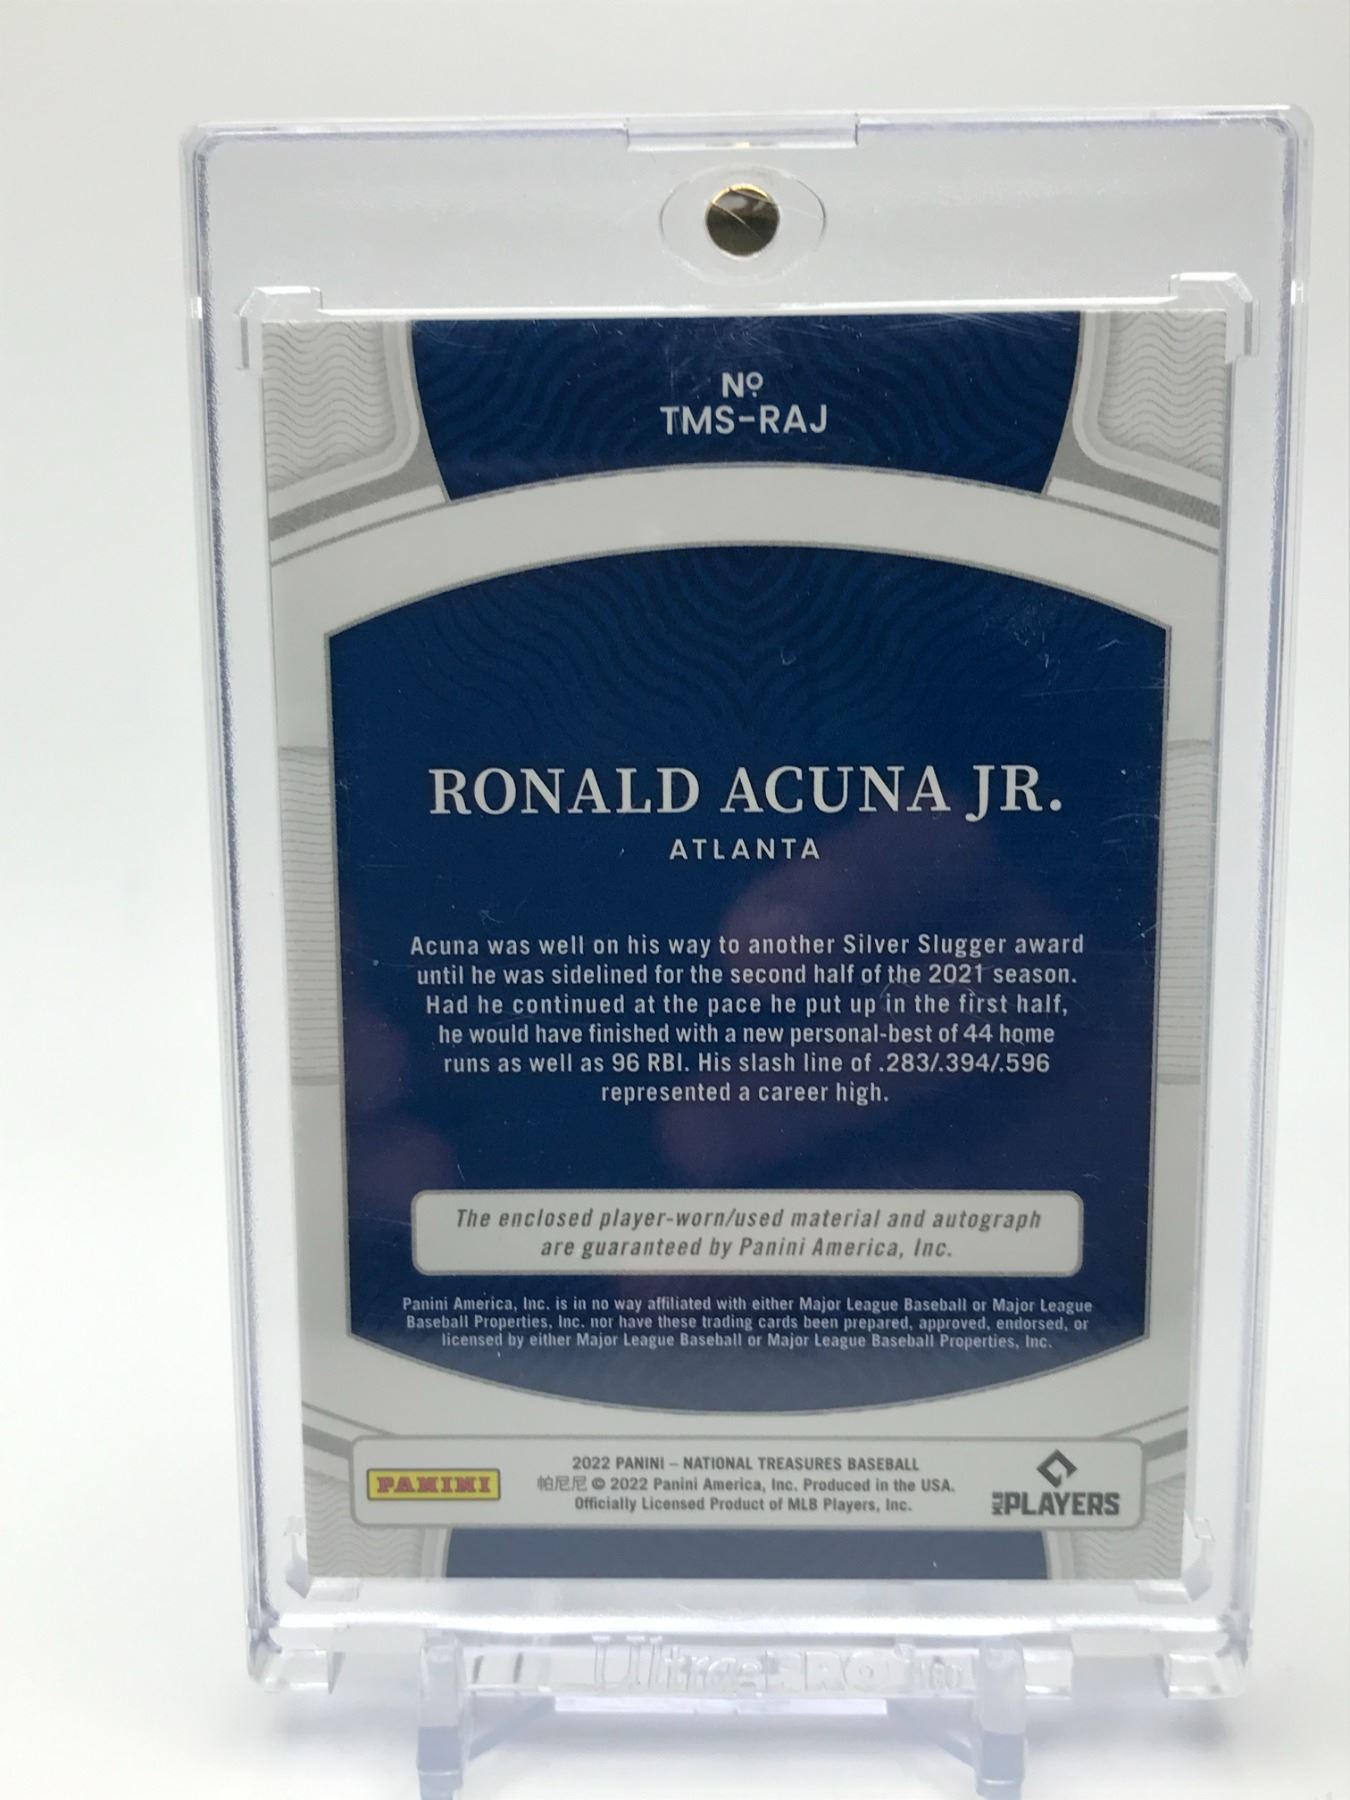 Nº
TMS-RAJ
RONALD ACUNA JR.
ATLANTA
Acuna was well on his way to another Silver Slugger award
until he was sidelined for the second half of the 2021 season.
Had he continued at the pace he put up in the first half,
he would have finished with a new personal-best of 44 home
runs as well as 96 RBI. His slash line of .283/.394/.596
represented a career high.
The enclosed player-worn/used material and autograph
are guaranteed by Panini America, Inc.
Panini America, Inc. is in no way affiliated with either Major League Baseball or Major League
Baseball Properties, Inc. nor have these trading cards been prepared, approved, endorsed, or
licensed by either Major League Baseball or Major League Baseball Properties, Inc.
PANINI
2022 PANINI – NATIONAL TREASURES BASEBALL
帕尼尼 © 2022 Panini America, Inc. Produced in the USA.
Officially Licensed Product of MLB Players, Inc.
MLB PLAYERS
Ultra PRO